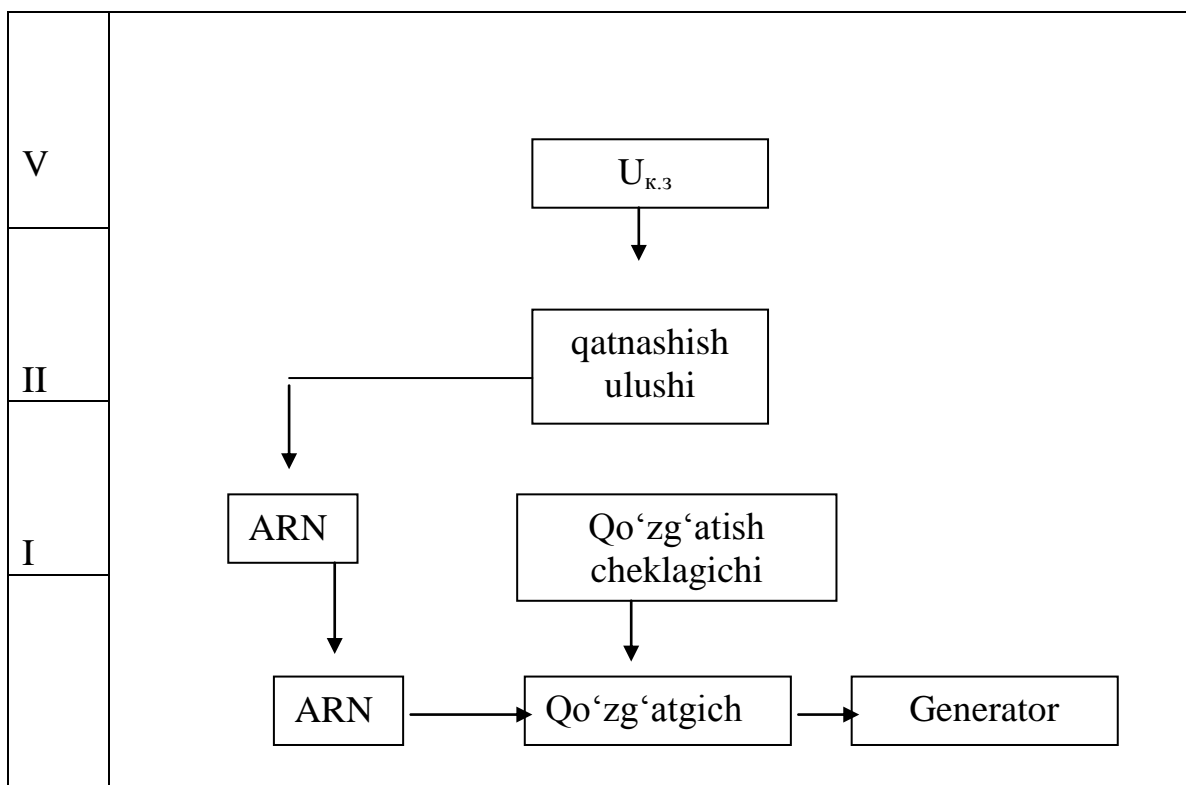 V
Uк.з
qatnashish
ulushi
II
ARN
Qo‘zg‘atish
cheklagichi
I
ARN
Qo‘zg‘atgich
Generator